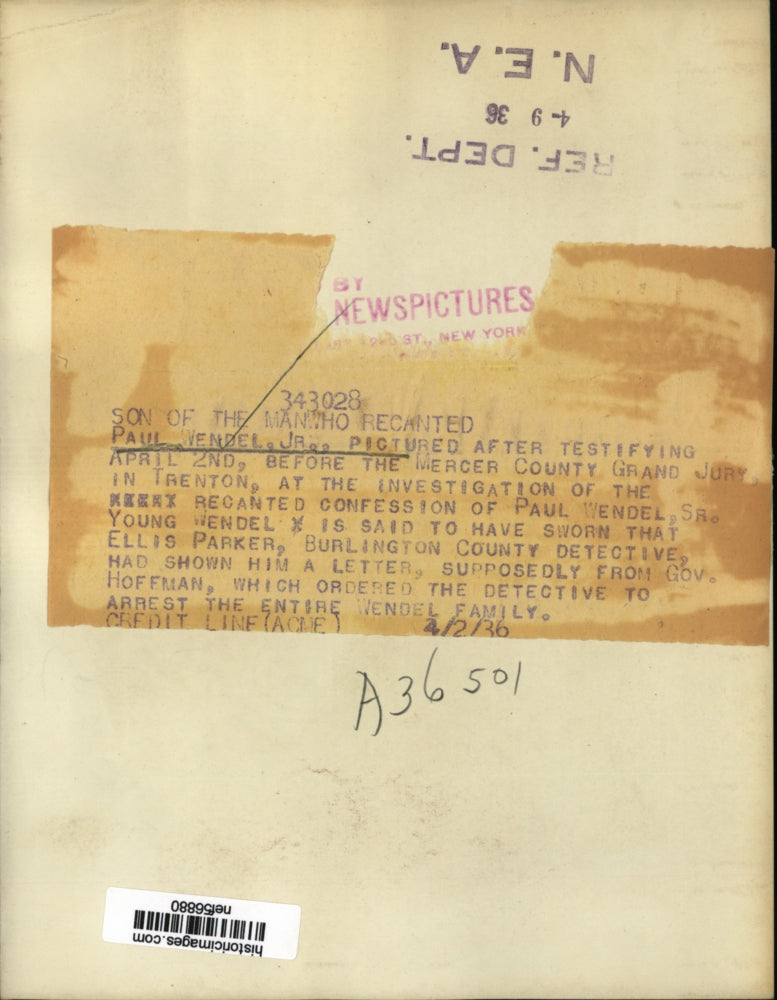 N.E.A.
4-9 36
REF. DEPT.
BY
NEWSPICTURES
ST., NEW YORK
343028
SON OF THE MAN WHO RECANTED
PAUL WENDEL, JR., PICTURED AFTER TESTIFYING
APRIL 2ND, BEFORE THE MERCER COUNTY GRAND JURY,
IN TRENTON, AT THE INVESTIGATION OF THE
RECANTED CONFESSION OF PAUL WENDEL, SR.
YOUNG WENDEL X IS SAID TO HAVE SWORN THAT
ELLIS PARKER, BURLINGTON COUNTY DETECTIVE,
HAD SHOWN HIM A LETTER, SUPPOSEDLY FROM GOV.
HOFFMAN, WHICH ORDERED THE DETECTIVE TO
ARREST THE ENTIRE WENDEL FAMILY.
CREDIT LINE (ACME) 4/2/36
A36501
historicimages.com
nef56880